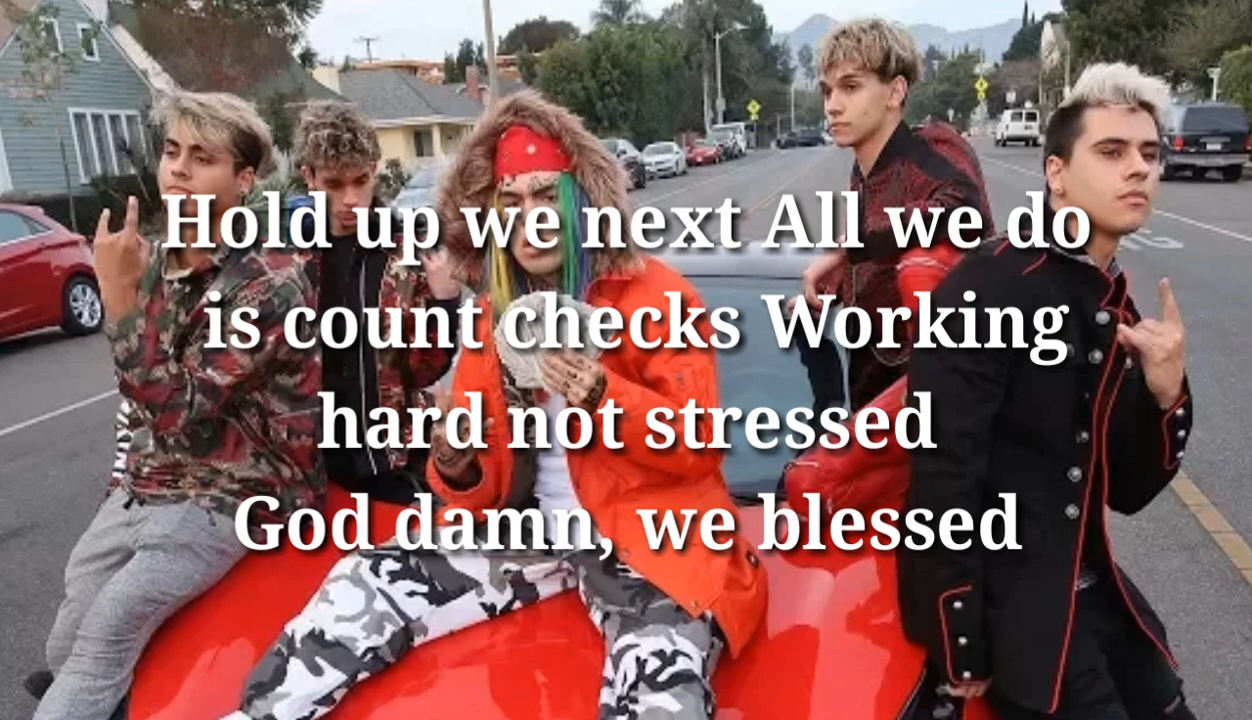 Hold up we next All we do
is count checks Working
hard not stressed
God damn, we blessed